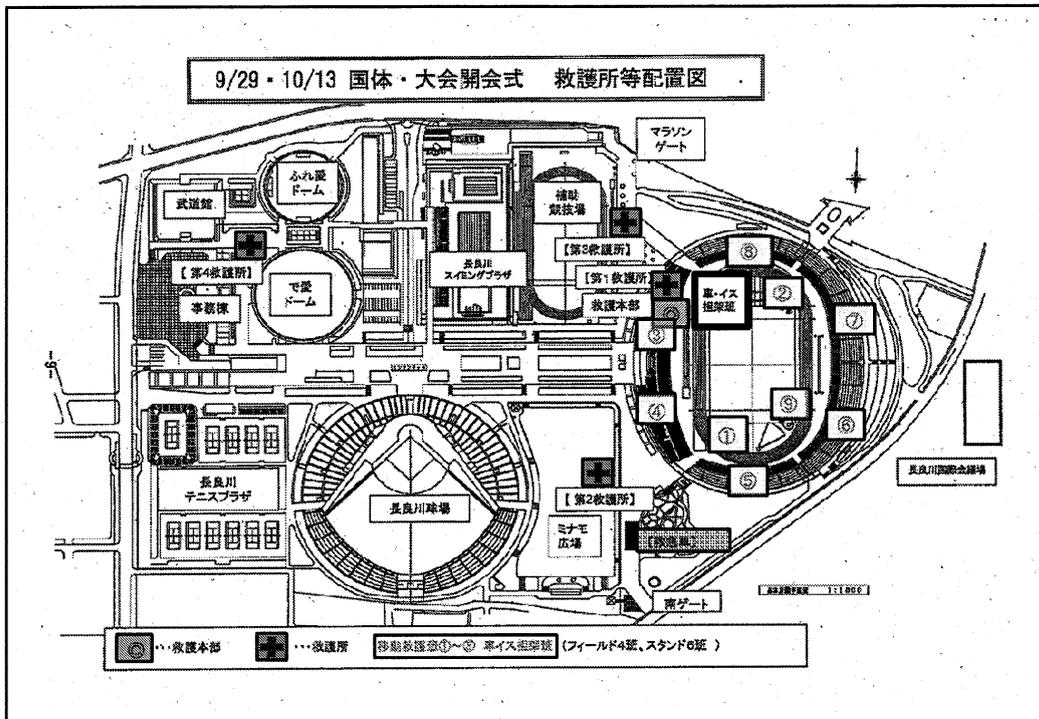 9/29・10/13 国体・大会開会式　救護所等配置図
マラソン
ゲート
ふれ愛
ドーム
武道館
補助
競技場
【第3救護所】
【第4救護所】
長良川
スイミングプラザ
【第1救護所】
救護本部
車・イス
担架班
事務棟
で愛
ドーム
⑧
②
⑦
③
④
⑨
①
⑥
⑤
-9-
長良川国際会議場
長良川
テニスプラザ
長良川球場
【第2救護所】
ミナモ
広場
【救急車】
1:1000
南ゲート
◎…救護本部
…救護所
移動救護班①～⑨ 車イス担架班
(フィールド4班、スタンド6班 )